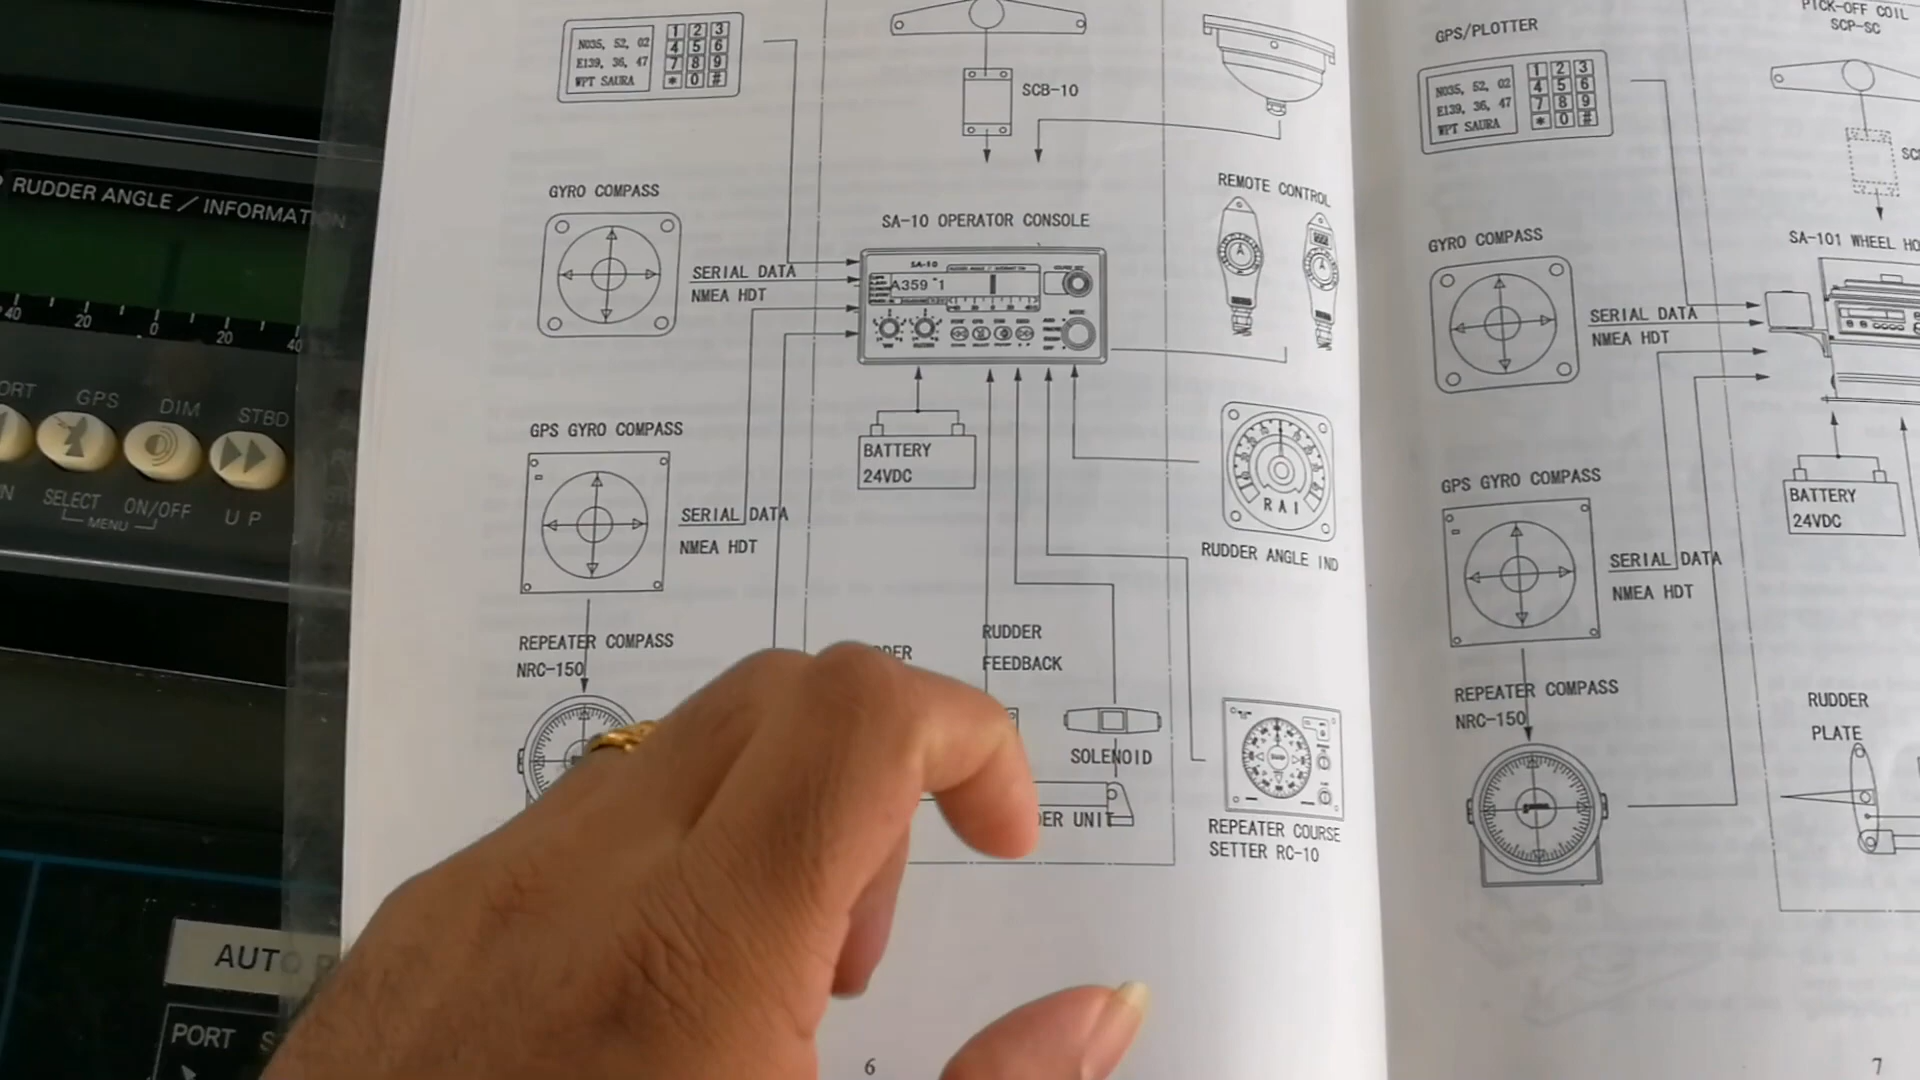 RUDDER ANGLE / INFORMATION
40 20 0 20 40
GPS DIM STBD
SELECT ON/OFF UP
MENU
AUTO
PORT S
N035, 52, 02
E139, 36, 47
WPT SAURA
1 2 3
4 5 6
7 8 9
* 0 #
SCB-10
GYRO COMPASS
SERIAL DATA
NMEA HDT
SA-10 OPERATOR CONSOLE
SA-10
A359°1
REMOTE CONTROL
BATTERY
24VDC
GPS GYRO COMPASS
SERIAL DATA
NMEA HDT
RAI
RUDDER ANGLE IND
REPEATER COMPASS
NRC-150
RUDDER
FEEDBACK
SOLENOID
REPEATER COURSE
SETTER RC-10
6
PICK-OFF COIL
SCP-SC
GPS/PLOTTER
N035, 52, 02
E139, 36, 47
WPT SAURA
1 2 3
4 5 6
7 8 9
* 0 #
GYRO COMPASS
SERIAL DATA
NMEA HDT
SA-101 WHEEL HO
BATTERY
24VDC
GPS GYRO COMPASS
SERIAL DATA
NMEA HDT
REPEATER COMPASS
NRC-150
RUDDER
PLATE
7